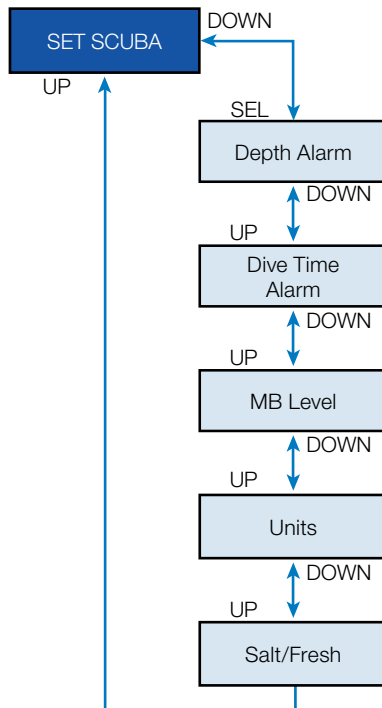 DOWN
SET SCUBA
UP
SEL
Depth Alarm
DOWN
UP
Dive Time
Alarm
DOWN
UP
MB Level
DOWN
UP
Units
DOWN
UP
Salt/Fresh